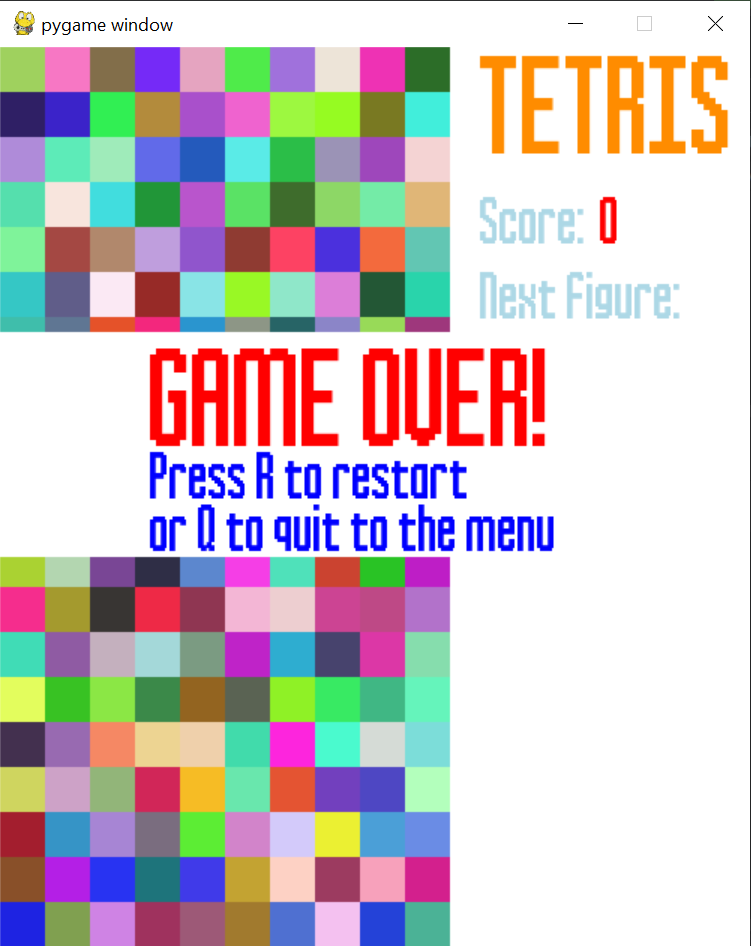 pygame window
TETRIS
Score: 0
Next Figure:
GAME OVER!
Press R to restart
or Q to quit to the menu